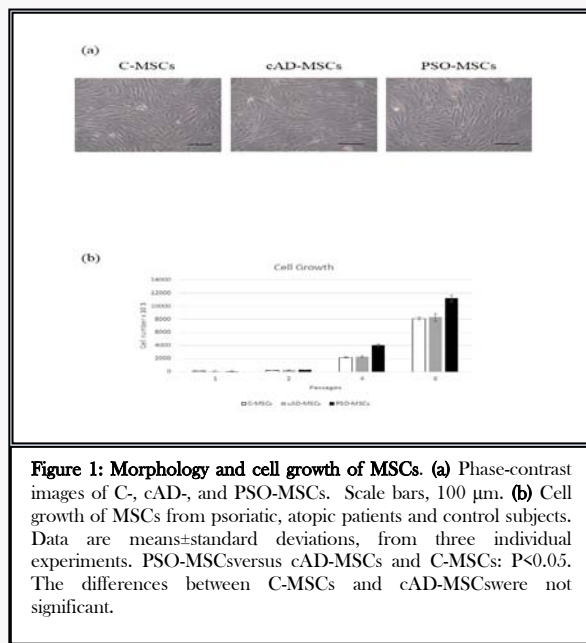 (a)
C-MSCs cAD-MSCs PSO-MSCs
(b)
Cell Growth
14000
12000
10000
8000
6000
4000
2000
0
Cell number x
1 2 4 6
Passages
C-MSCs cAD-MSCs PSO-MSCs
Figure 1: Morphology and cell growth of MSCs. (a) Phase-contrast
images of C-, cAD-, and PSO-MSCs. Scale bars, 100 μm. (b) Cell
growth of MSCs from psoriatic, atopic patients and control subjects.
Data are means±standard deviations, from three individual
experiments. PSO-MSCsversus cAD-MSCs and C-MSCs: P<0.05.
The differences between C-MSCs and cAD-MSCswere not
significant.